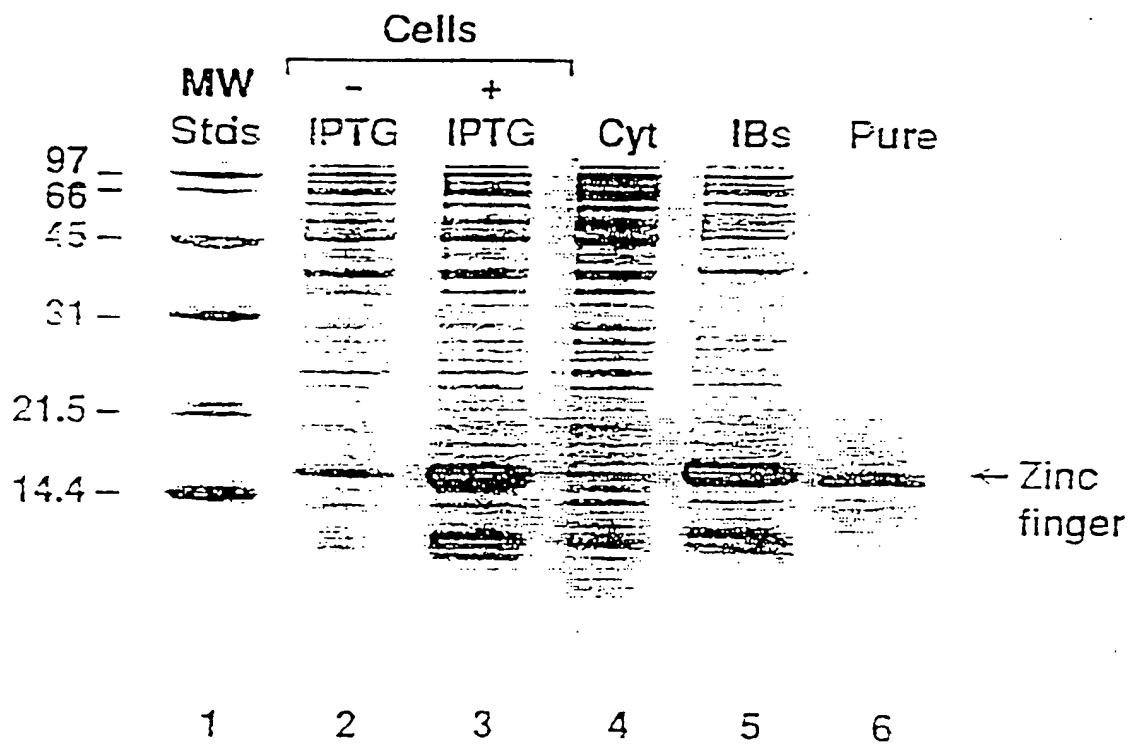 Cells
MW
Stds
-
IPTG
+
IPTG
Cyt
IBs
Pure
97 –
66 –
45 –
31 –
21.5 –
14.4 –
← Zinc
finger
1 2 3 4 5 6